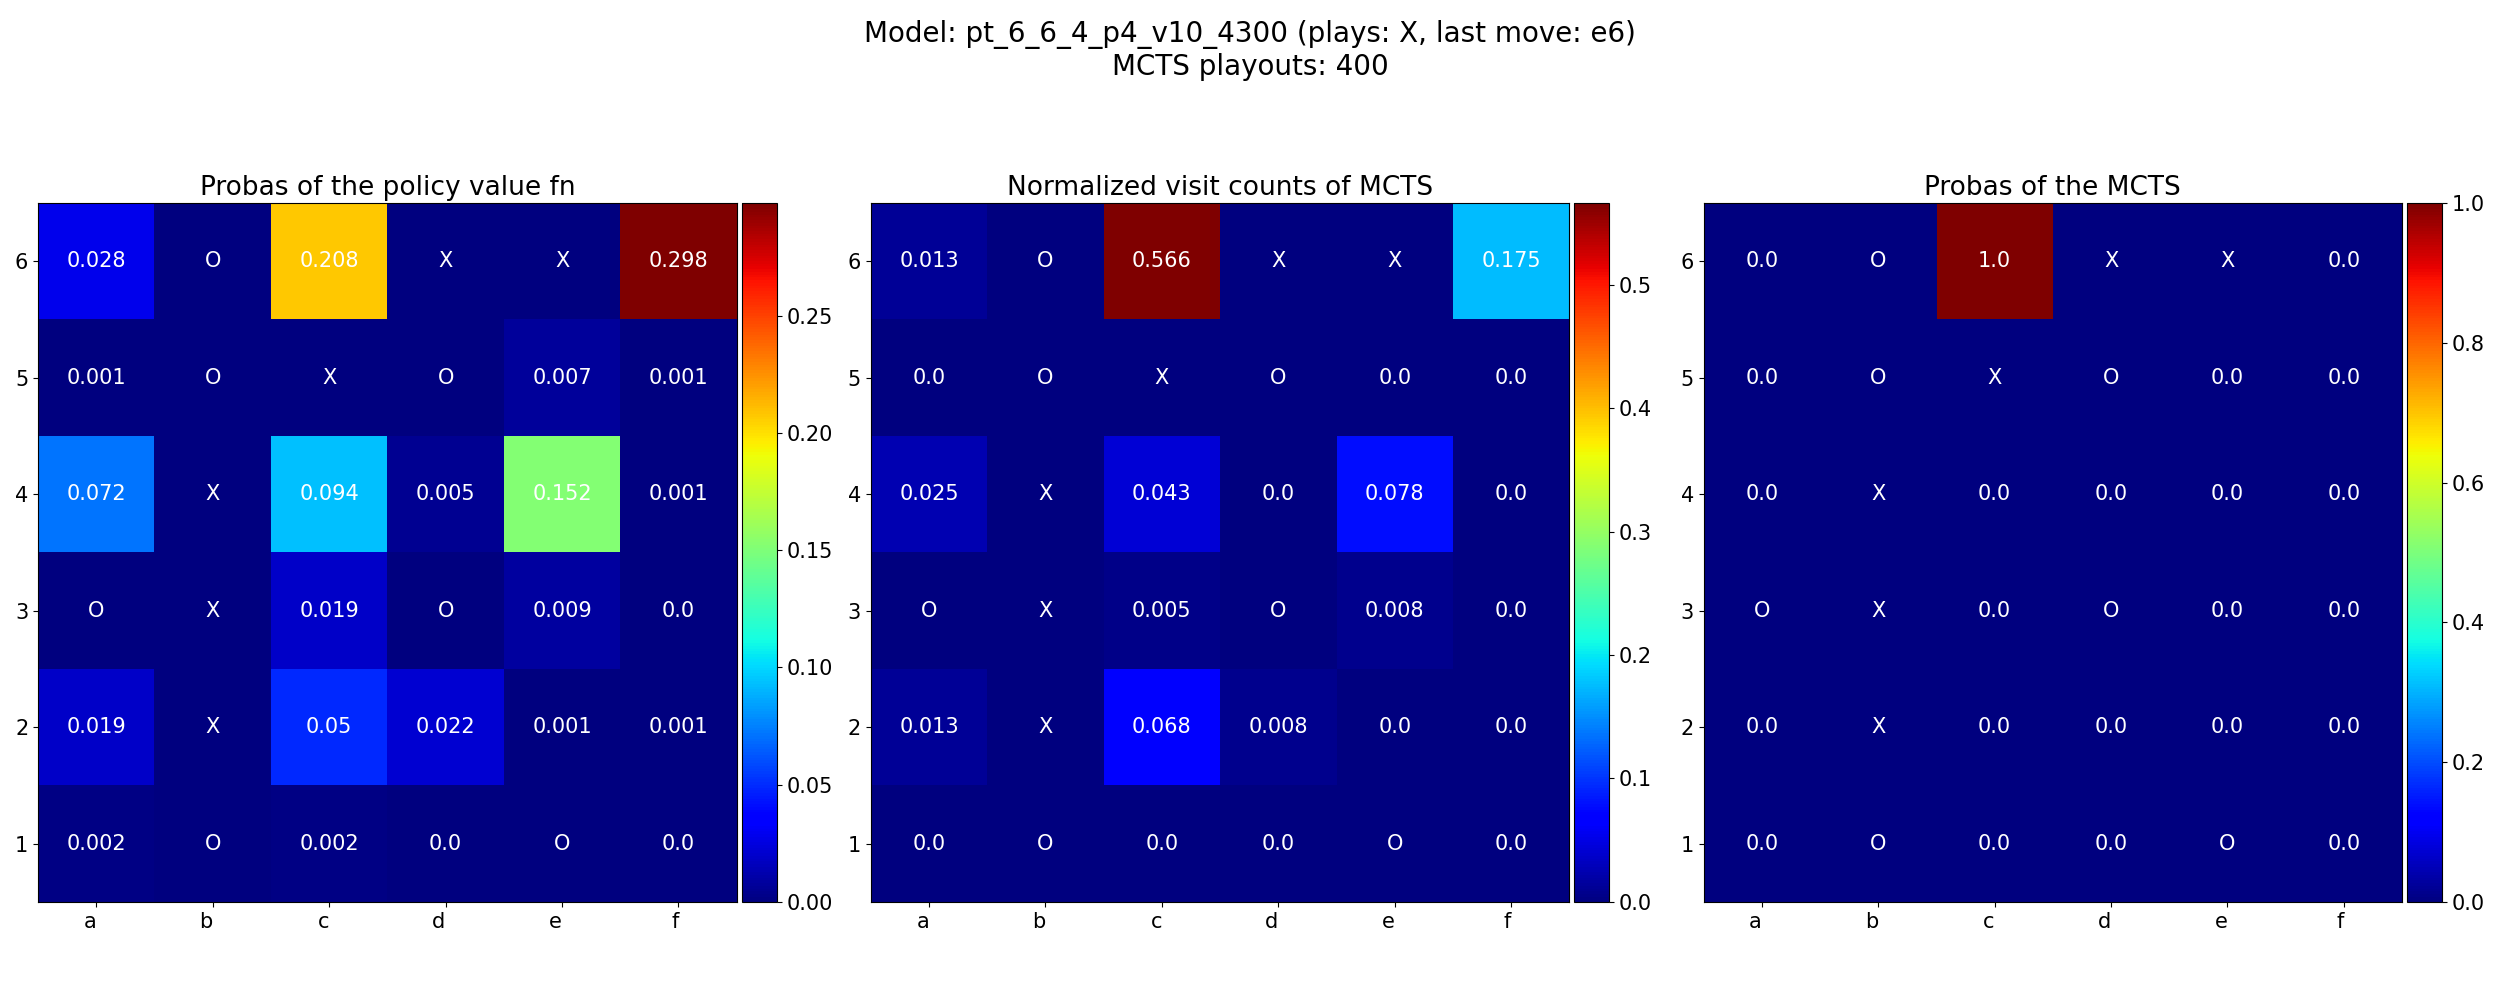 Model: pt_6_6_4_p4_v10_4300 (plays: X, last move: e6)
MCTS playouts: 400
Probas of the policy value fn
6 0.028 O 0.208 X X 0.298
5 0.001 O X O 0.007 0.001
4 0.072 X 0.094 0.005 0.152 0.001
3 O X 0.019 O 0.009 0.0
2 0.019 X 0.05 0.022 0.001 0.001
1 0.002 O 0.002 0.0 O 0.0
a b c d e f
0.25
0.20
0.15
0.10
0.05
0.00
Normalized visit counts of MCTS
6 0.013 O 0.566 X X 0.175
5 0.0 O X O 0.0 0.0
4 0.025 X 0.043 0.0 0.078 0.0
3 O X 0.005 O 0.008 0.0
2 0.013 X 0.068 0.008 0.0 0.0
1 0.0 O 0.0 0.0 O 0.0
a b c d e f
0.5
0.4
0.3
0.2
0.1
0.0
Probas of the MCTS
6 0.0 O 1.0 X X 0.0
5 0.0 O X O 0.0 0.0
4 0.0 X 0.0 0.0 0.0 0.0
3 O X 0.0 O 0.0 0.0
2 0.0 X 0.0 0.0 0.0 0.0
1 0.0 O 0.0 0.0 O 0.0
a b c d e f
1.0
0.8
0.6
0.4
0.2
0.0